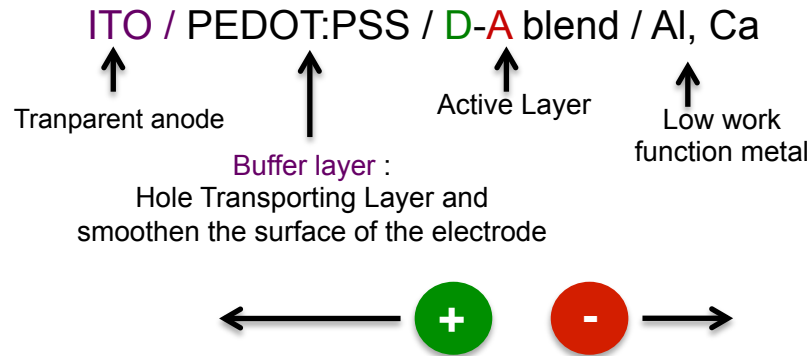 ITO / PEDOT:PSS / D-A blend / Al, Ca
Tranparent anode
Active Layer
Low work
function metal
Buffer layer :
Hole Transporting Layer and
smoothen the surface of the electrode
+ -